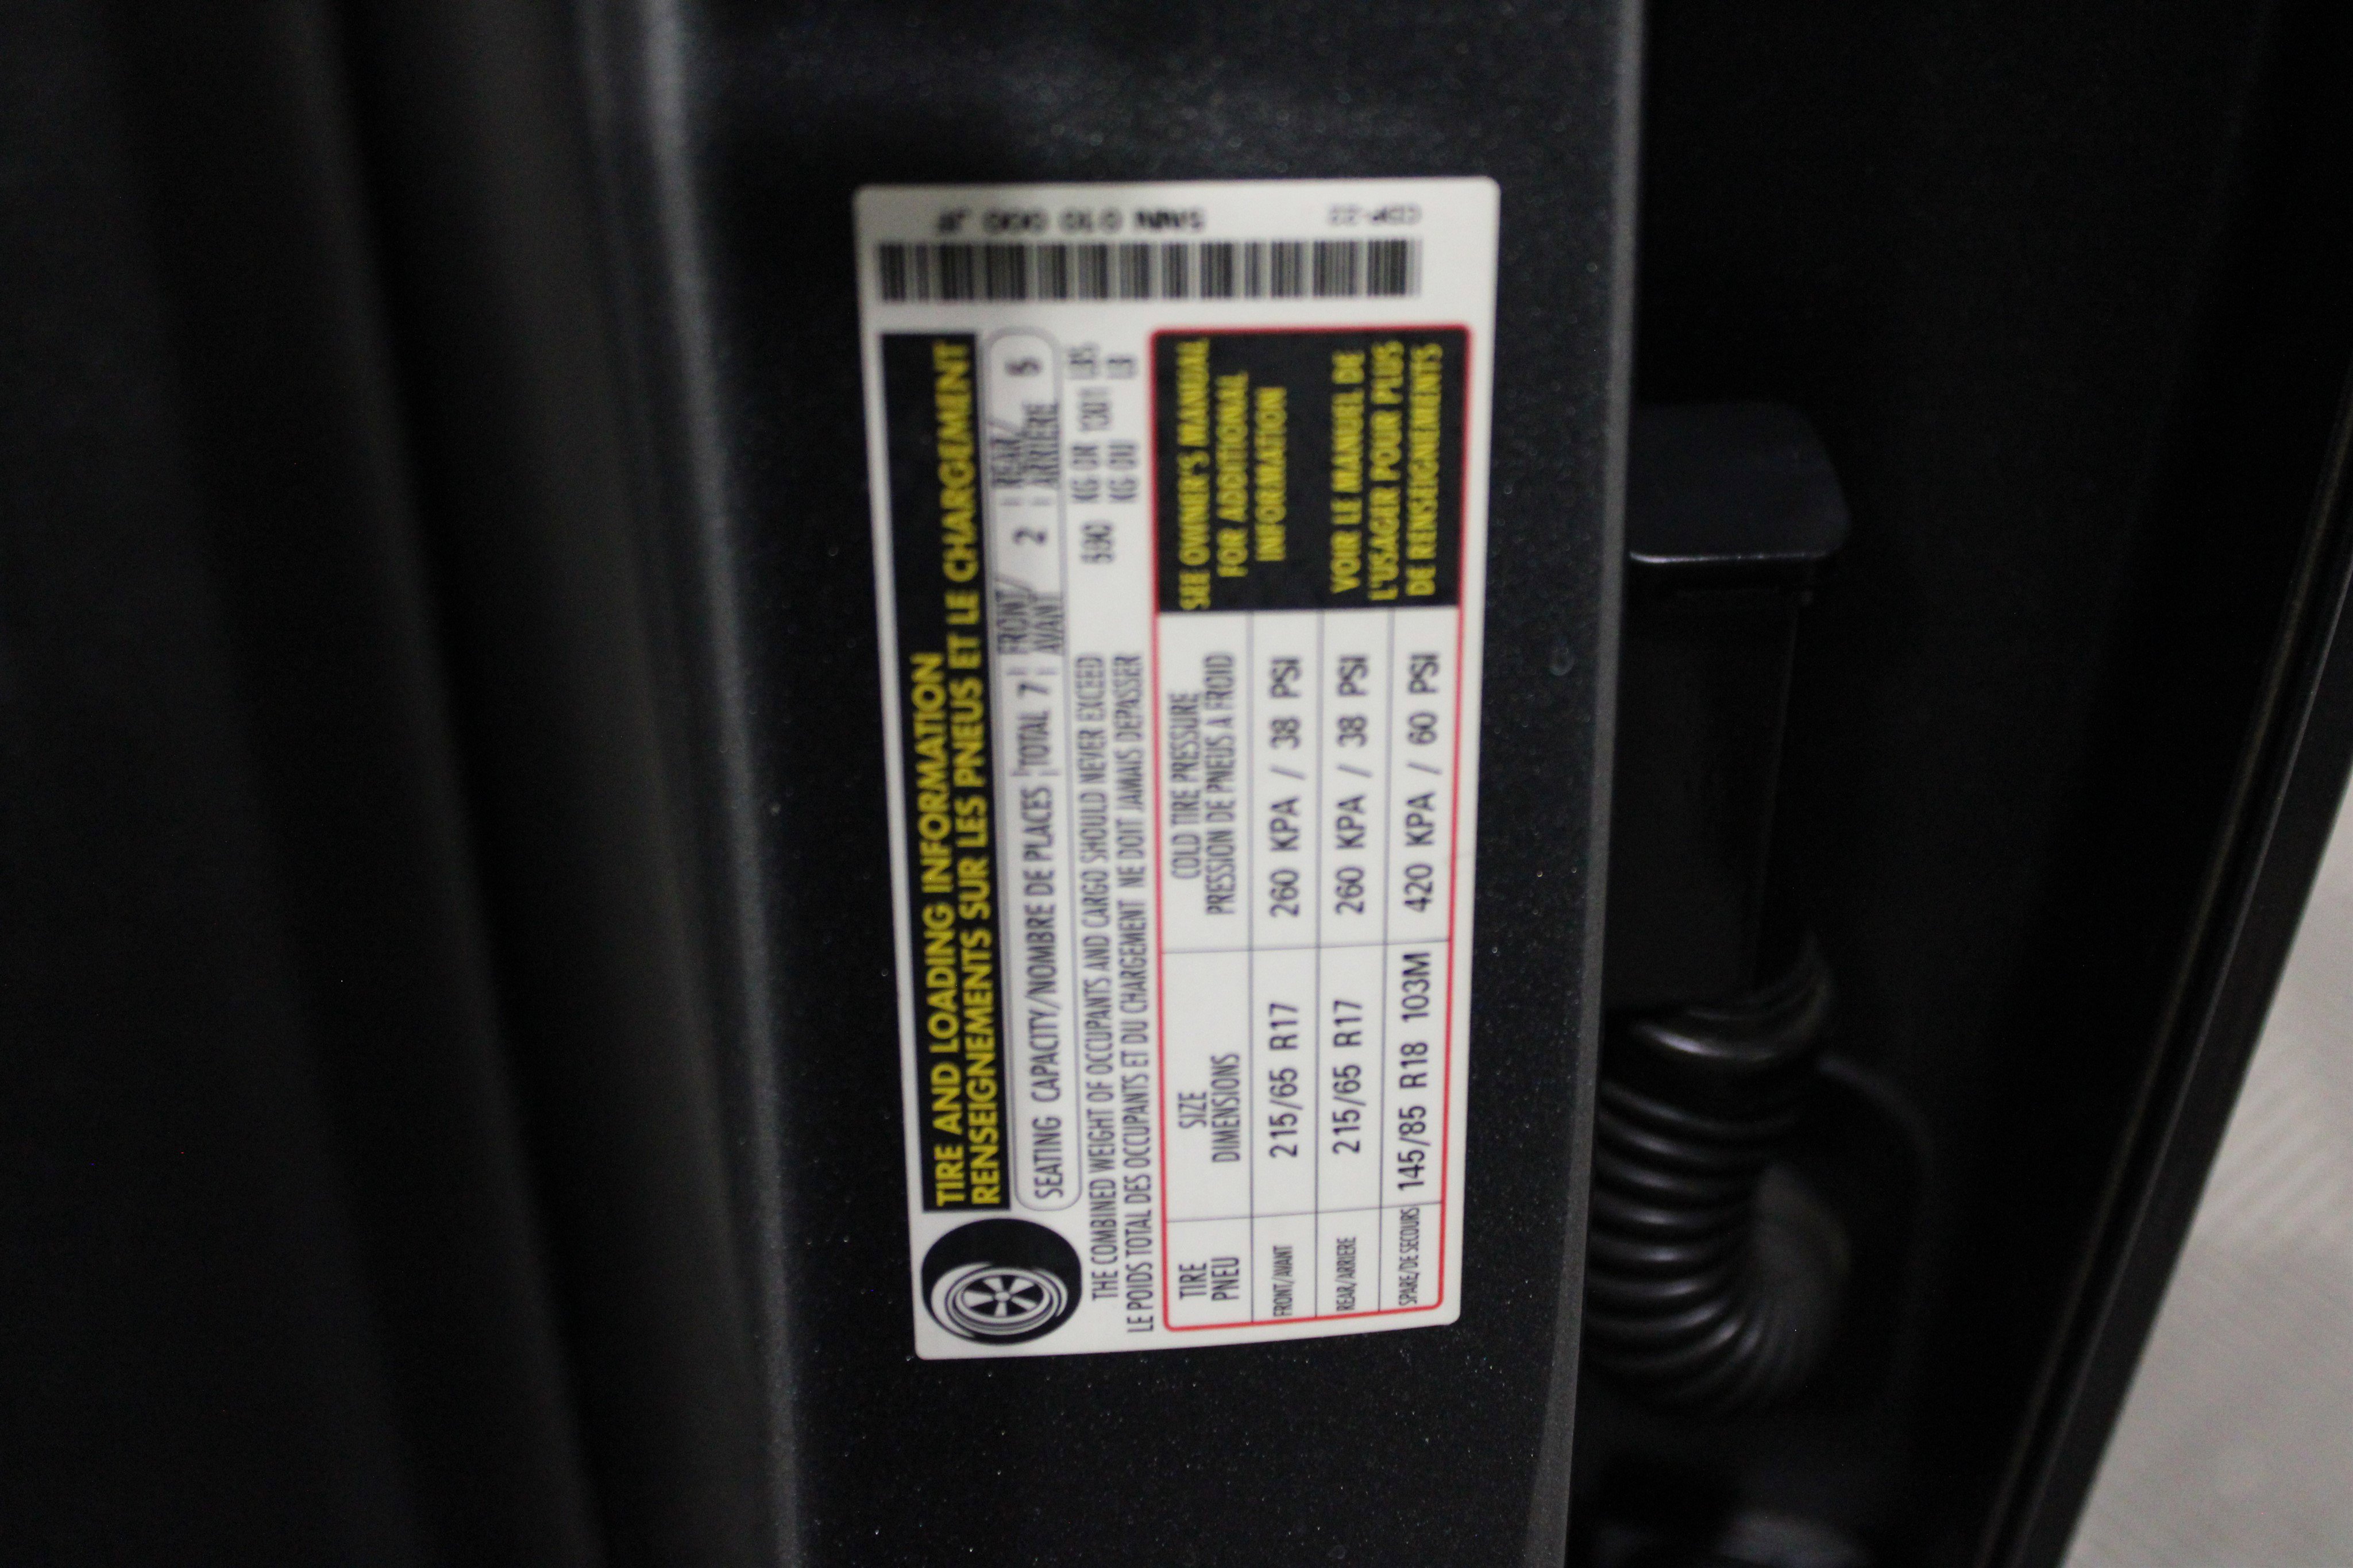 TIRE AND LOADING INFORMATION
RENSEIGNEMENTS SUR LES PNEUS ET LE CHARGEMENT
SEATING CAPACITY/NOMBRE DE PLACES TOTAL 7 FRONT/AVANT 2 REAR/ARRIERE 5
THE COMBINED WEIGHT OF OCCUPANTS AND CARGO SHOULD NEVER EXCEED KG OR LBS
LE POIDS TOTAL DES OCCUPANTS ET DU CHARGEMENT NE DOIT JAMAIS DEPASSER KG OU LB
TIRE SIZE COLD TIRE PRESSURE
PNEU DIMENSIONS PRESSION DE PNEUS A FROID
FRONT/AVANT 215/65 R17 260 KPA / 38 PSI
REAR/ARRIERE 215/65 R17 260 KPA / 38 PSI
SPARE/DE SECOURS 145/85 R18 103M 420 KPA / 60 PSI
SEE OWNER'S MANUAL
FOR ADDITIONAL
INFORMATION
VOIR LE MANUEL DE
L'USAGER POUR PLUS
DE RENSEIGNEMENTS